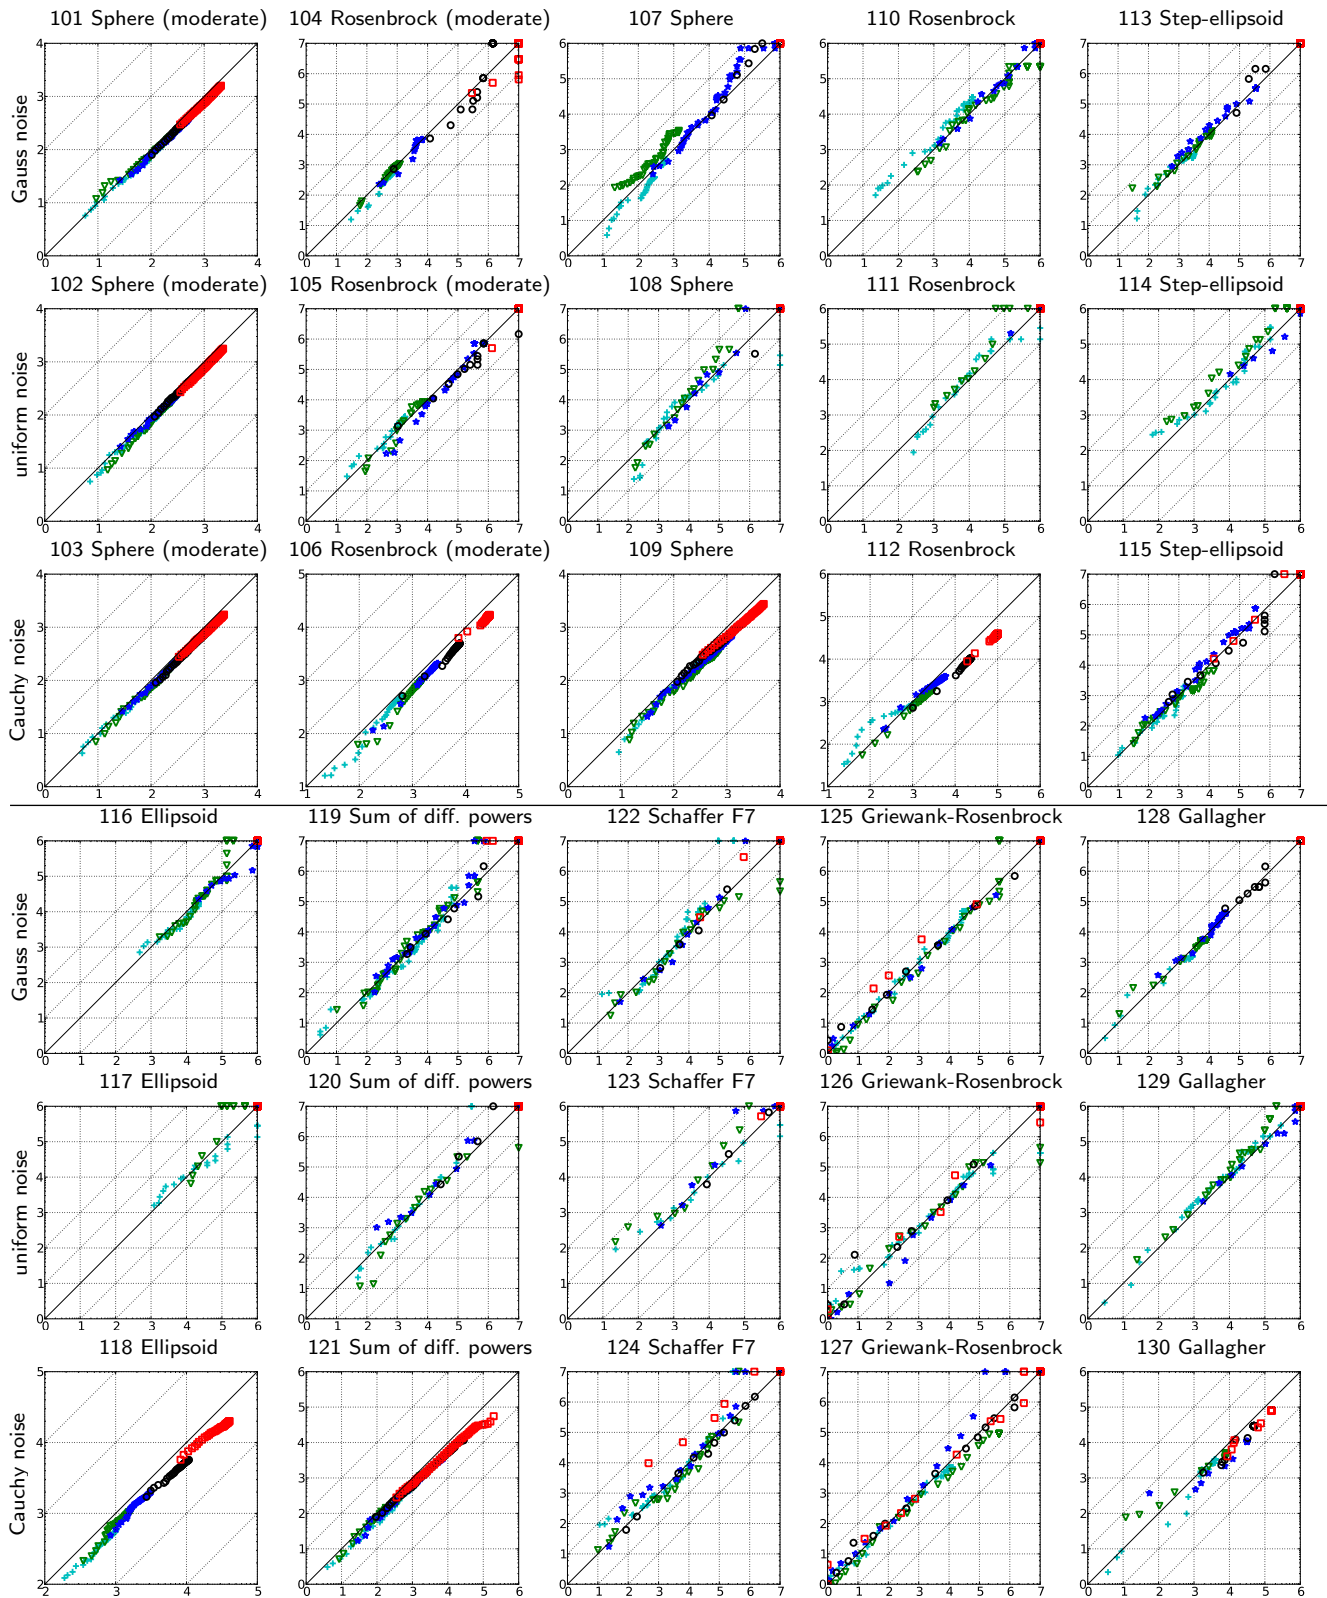 101 Sphere (moderate) 104 Rosenbrock (moderate) 107 Sphere 110 Rosenbrock 113 Step-ellipsoid
Gauss noise
102 Sphere (moderate) 105 Rosenbrock (moderate) 108 Sphere 111 Rosenbrock 114 Step-ellipsoid
uniform noise
103 Sphere (moderate) 106 Rosenbrock (moderate) 109 Sphere 112 Rosenbrock 115 Step-ellipsoid
Cauchy noise
116 Ellipsoid 119 Sum of diff. powers 122 Schaffer F7 125 Griewank-Rosenbrock 128 Gallagher
Gauss noise
117 Ellipsoid 120 Sum of diff. powers 123 Schaffer F7 126 Griewank-Rosenbrock 129 Gallagher
uniform noise
118 Ellipsoid 121 Sum of diff. powers 124 Schaffer F7 127 Griewank-Rosenbrock 130 Gallagher
Cauchy noise